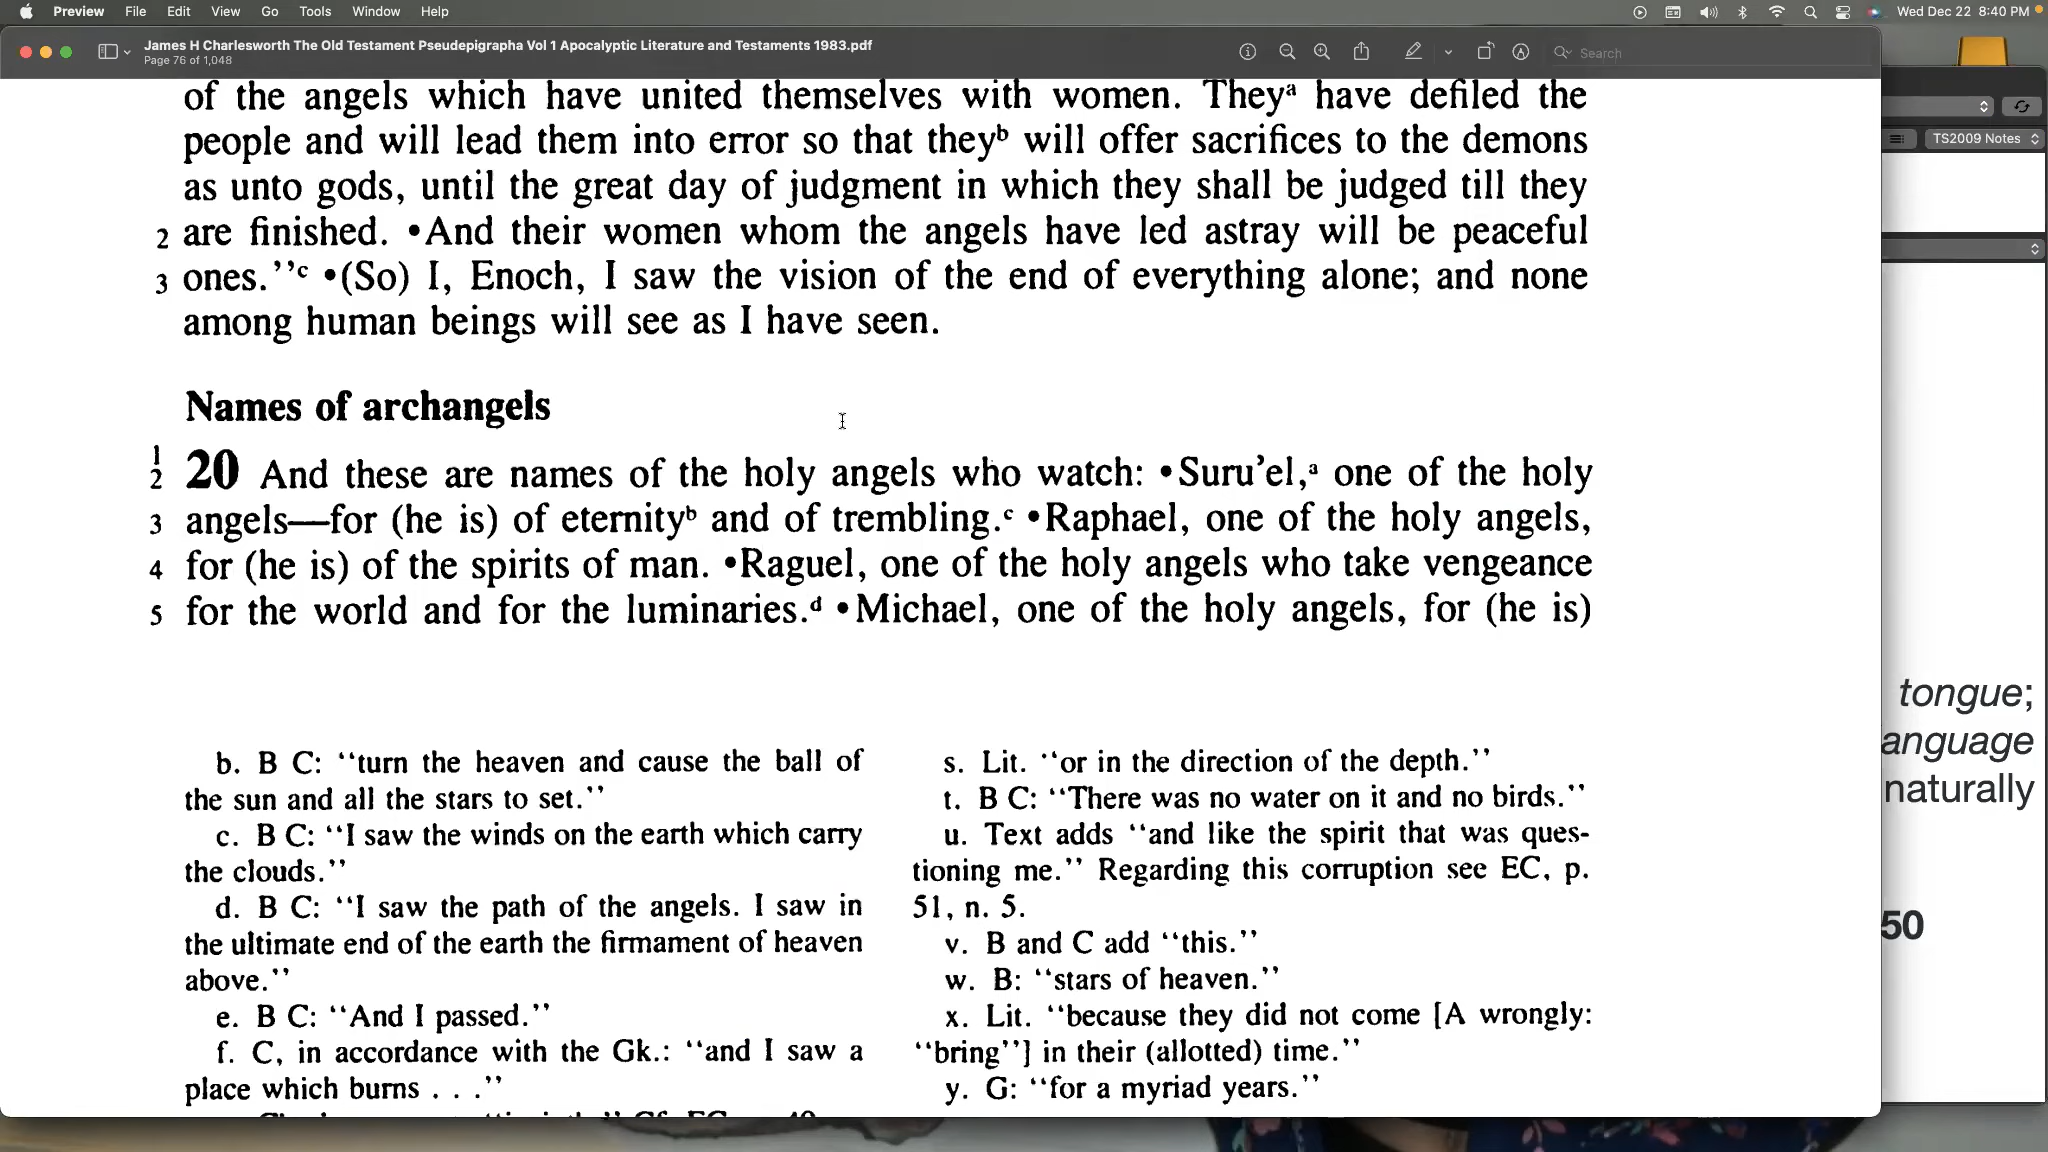 Preview File Edit View Go Tools Window Help
Wed Dec 22 8:40 PM
James H Charlesworth The Old Testament Pseudepigrapha Vol 1 Apocalyptic Literature and Testaments 1983.pdf
Page 76 of 1,048
Search
of the angels which have united themselves with women. Theyᵃ have defiled the
people and will lead them into error so that theyᵇ will offer sacrifices to the demons
as unto gods, until the great day of judgment in which they shall be judged till they
2 are finished. •And their women whom the angels have led astray will be peaceful
3 ones.’’ᶜ •(So) I, Enoch, I saw the vision of the end of everything alone; and none
among human beings will see as I have seen.
Names of archangels
1
2 20 And these are names of the holy angels who watch: •Suru’el,ᵃ one of the holy
3 angels—for (he is) of eternityᵇ and of trembling.ᶜ •Raphael, one of the holy angels,
4 for (he is) of the spirits of man. •Raguel, one of the holy angels who take vengeance
5 for the world and for the luminaries.ᵈ •Michael, one of the holy angels, for (he is)
b. B C: ‘‘turn the heaven and cause the ball of
the sun and all the stars to set.’’
c. B C: ‘‘I saw the winds on the earth which carry
the clouds.’’
d. B C: ‘‘I saw the path of the angels. I saw in
the ultimate end of the earth the firmament of heaven
above.’’
e. B C: ‘‘And I passed.’’
f. C, in accordance with the Gk.: ‘‘and I saw a
place which burns . . .’’
s. Lit. ‘‘or in the direction of the depth.’’
t. B C: ‘‘There was no water on it and no birds.’’
u. Text adds ‘‘and like the spirit that was ques-
tioning me.’’ Regarding this corruption see EC, p.
51, n. 5.
v. B and C add ‘‘this.’’
w. B: ‘‘stars of heaven.’’
x. Lit. ‘‘because they did not come [A wrongly:
‘‘bring’’] in their (allotted) time.’’
y. G: ‘‘for a myriad years.’’
TS2009 Notes
tongue;
anguage
naturally
50